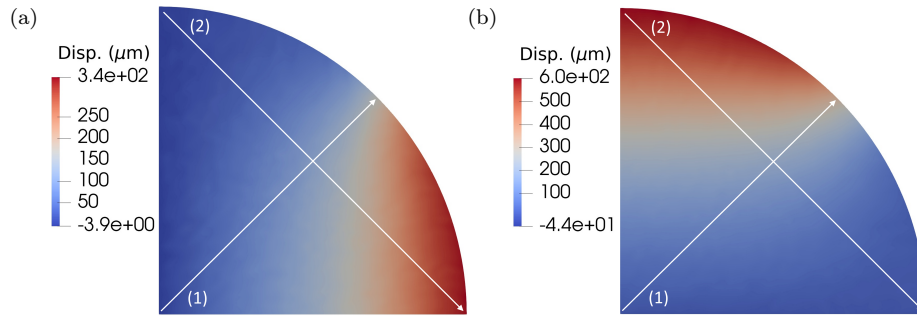 (a)
(2)
Disp. (μm)
3.4e+02
250
200
150
100
50
-3.9e+00
(1)
(b)
(2)
Disp. (μm)
6.0e+02
500
400
300
200
100
-4.4e+01
(1)